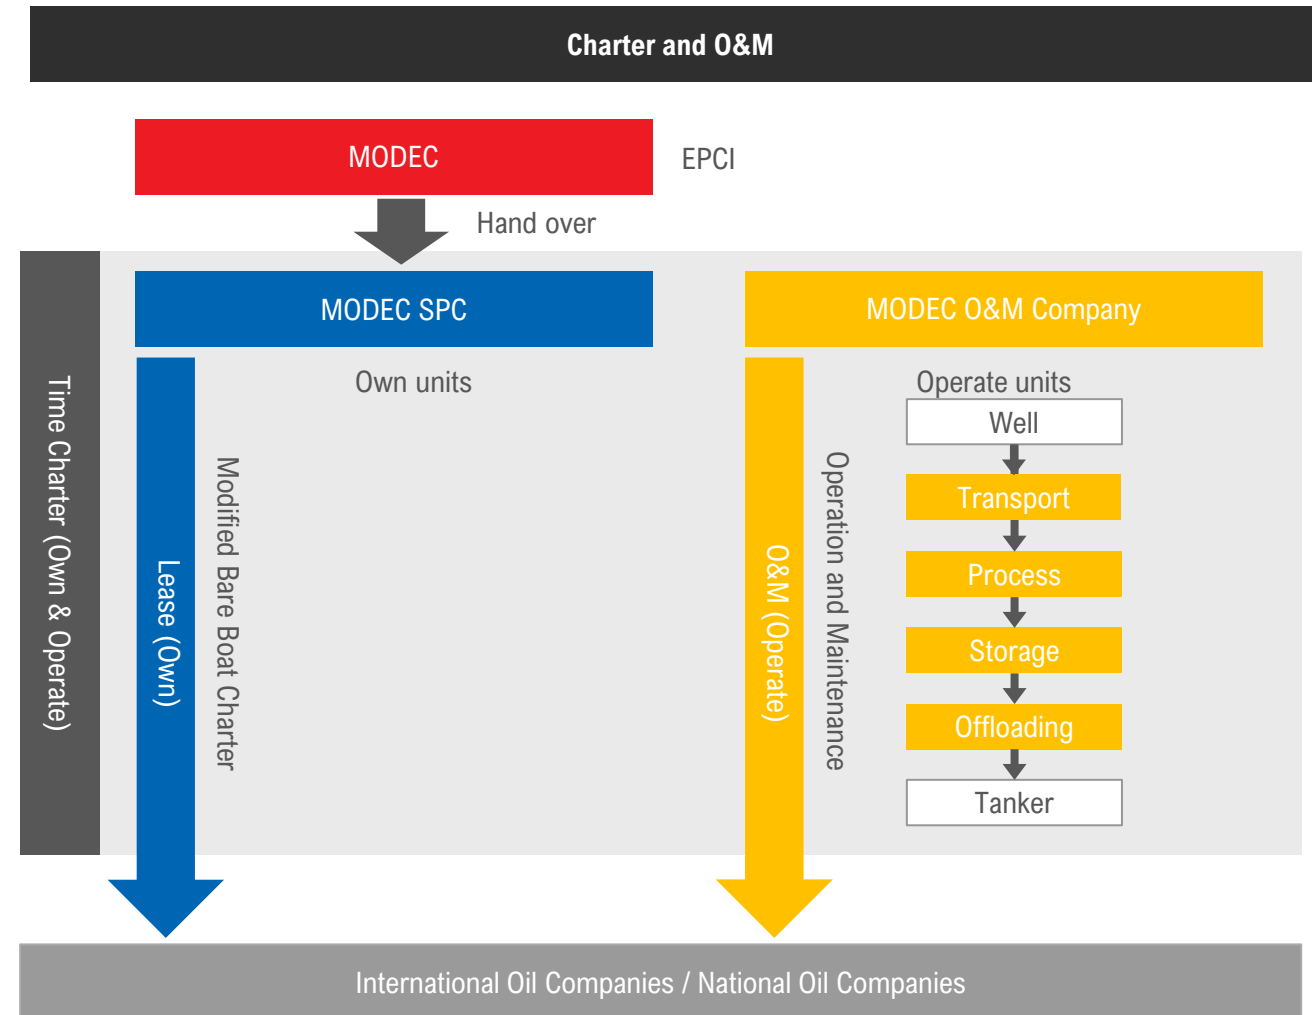 Charter and O&M
MODEC
EPCI
Hand over
Time Charter (Own & Operate)
MODEC SPC
Own units
Lease (Own)
Modified Bare Boat Charter
MODEC O&M Company
Operate units
O&M (Operate)
Operation and Maintenance
Well
Transport
Process
Storage
Offloading
Tanker
International Oil Companies / National Oil Companies